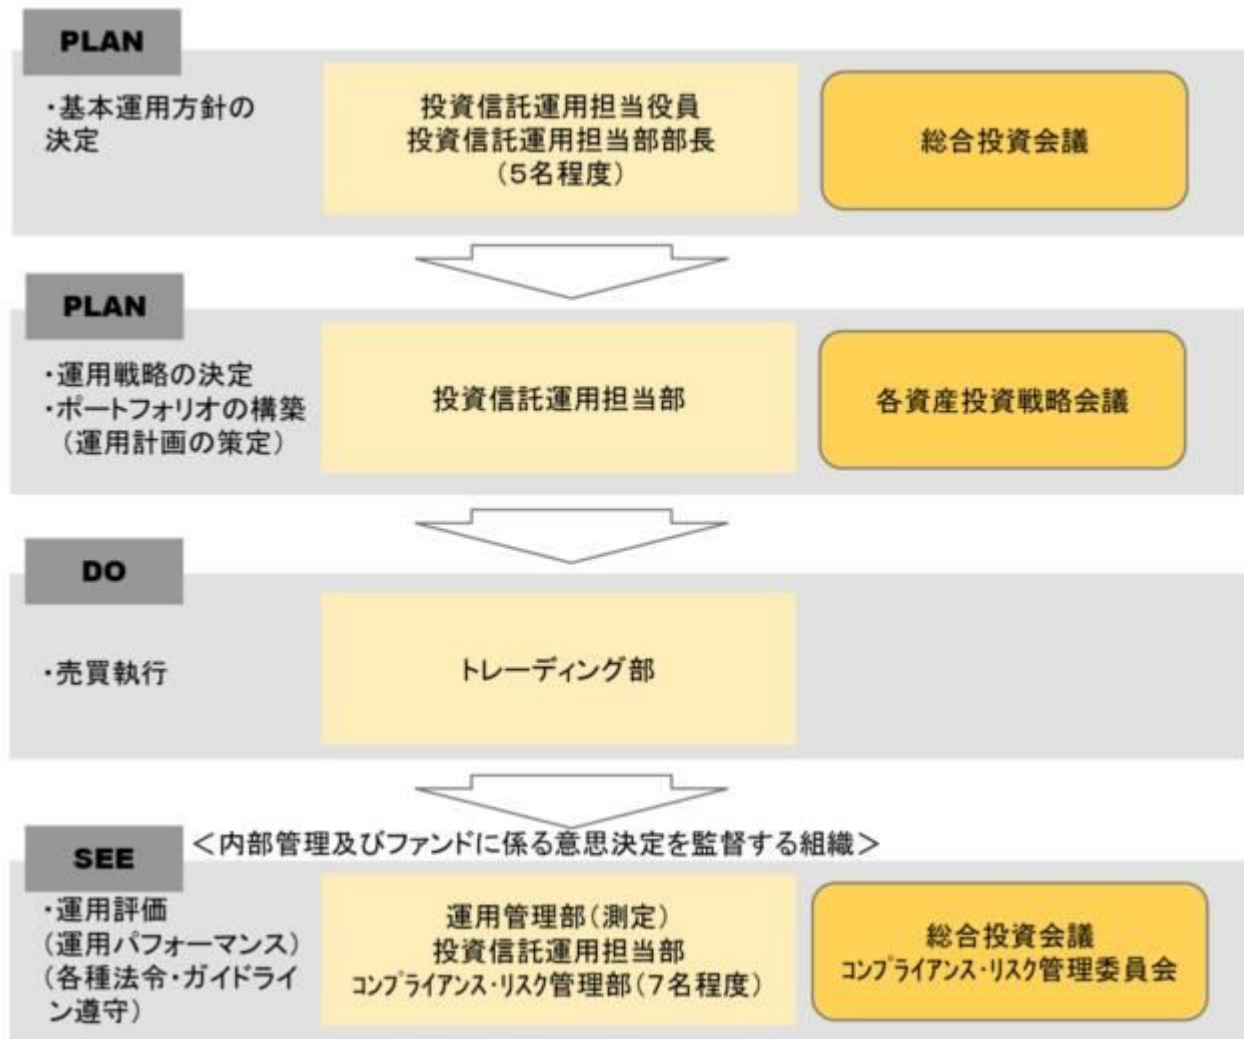 PLAN
・基本運用方針の
決定
投資信託運用担当役員
投資信託運用担当部部長
(5名程度)
総合投資会議
PLAN
・運用戦略の決定
・ポートフォリオの構築
(運用計画の策定)
投資信託運用担当部
各資産投資戦略会議
DO
・売買執行
トレーディング部
<内部管理及びファンドに係る意思決定を監督する組織>
SEE
・運用評価
(運用パフォーマンス)
(各種法令・ガイドライ
ン遵守)
運用管理部(測定)
投資信託運用担当部
コンプライアンス・リスク管理部(7名程度)
総合投資会議
コンプライアンス・リスク管理委員会